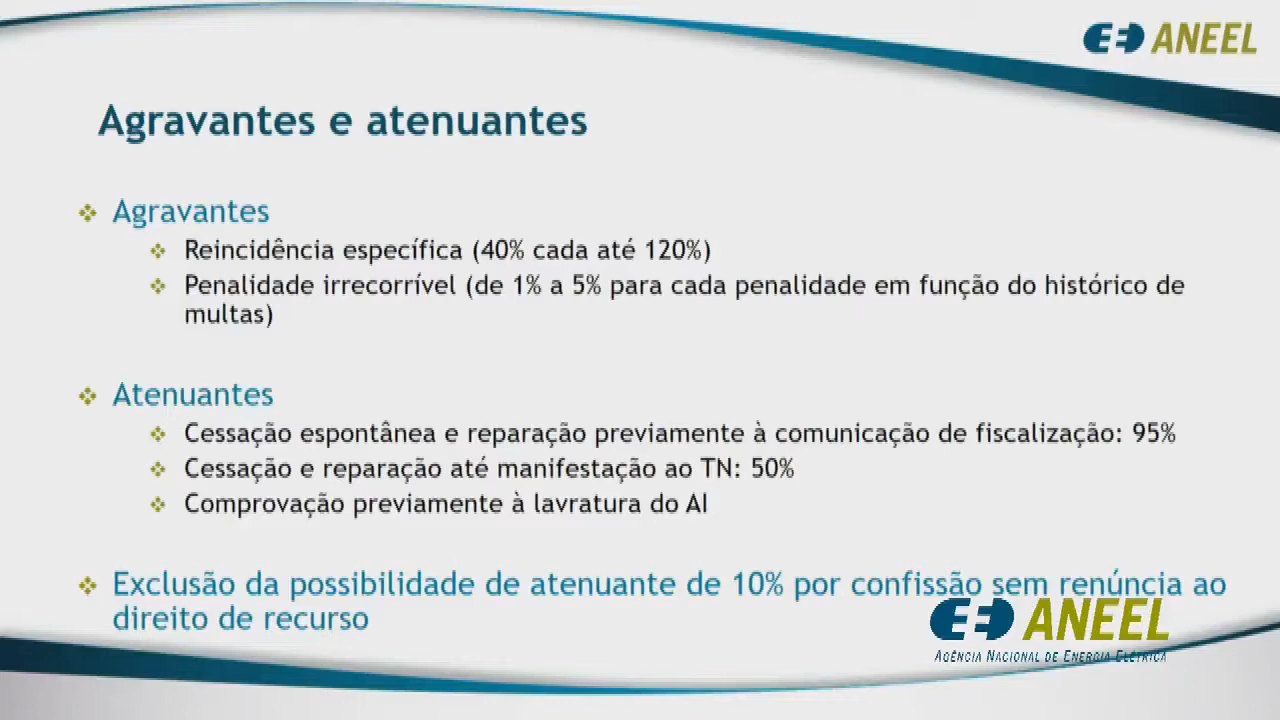 ANEEL
Agravantes e atenuantes
Agravantes
Reincidência específica (40% cada até 120%)
Penalidade irrecorrível (de 1% a 5% para cada penalidade em função do histórico de
multas)
Atenuantes
Cessação espontânea e reparação previamente à comunicação de fiscalização: 95%
Cessação e reparação até manifestação ao TN: 50%
Comprovação previamente à lavratura do AI
Exclusão da possibilidade de atenuante de 10% por confissão sem renúncia ao
direito de recurso
ANEEL
AGÊNCIA NACIONAL DE ENERGIA ELÉTRICA